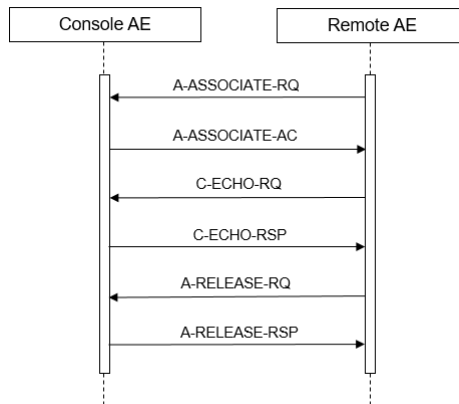 Console AE
Remote AE
A-ASSOCIATE-RQ
A-ASSOCIATE-AC
C-ECHO-RQ
C-ECHO-RSP
A-RELEASE-RQ
A-RELEASE-RSP